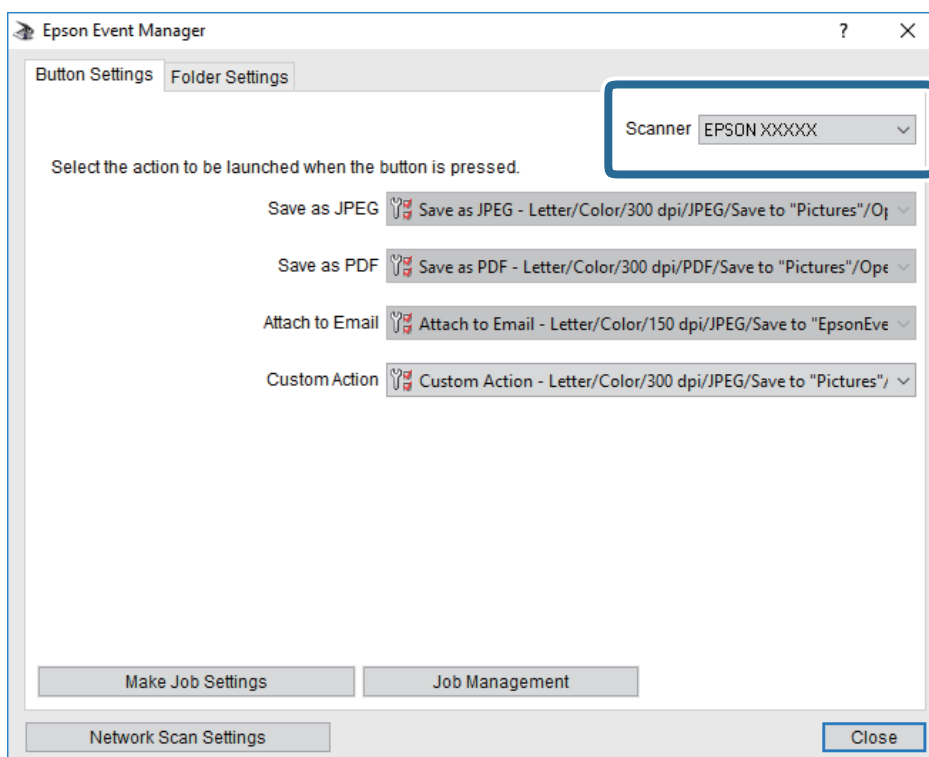 Epson Event Manager
?
Button Settings Folder Settings
Scanner EPSON XXXXX
Select the action to be launched when the button is pressed.
Save as JPEG Save as JPEG - Letter/Color/300 dpi/JPEG/Save to "Pictures"/Op
Save as PDF Save as PDF - Letter/Color/300 dpi/PDF/Save to "Pictures"/Ope
Attach to Email Attach to Email - Letter/Color/150 dpi/JPEG/Save to "EpsonEve
Custom Action Custom Action - Letter/Color/300 dpi/JPEG/Save to "Pictures"/
Make Job Settings Job Management
Network Scan Settings Close